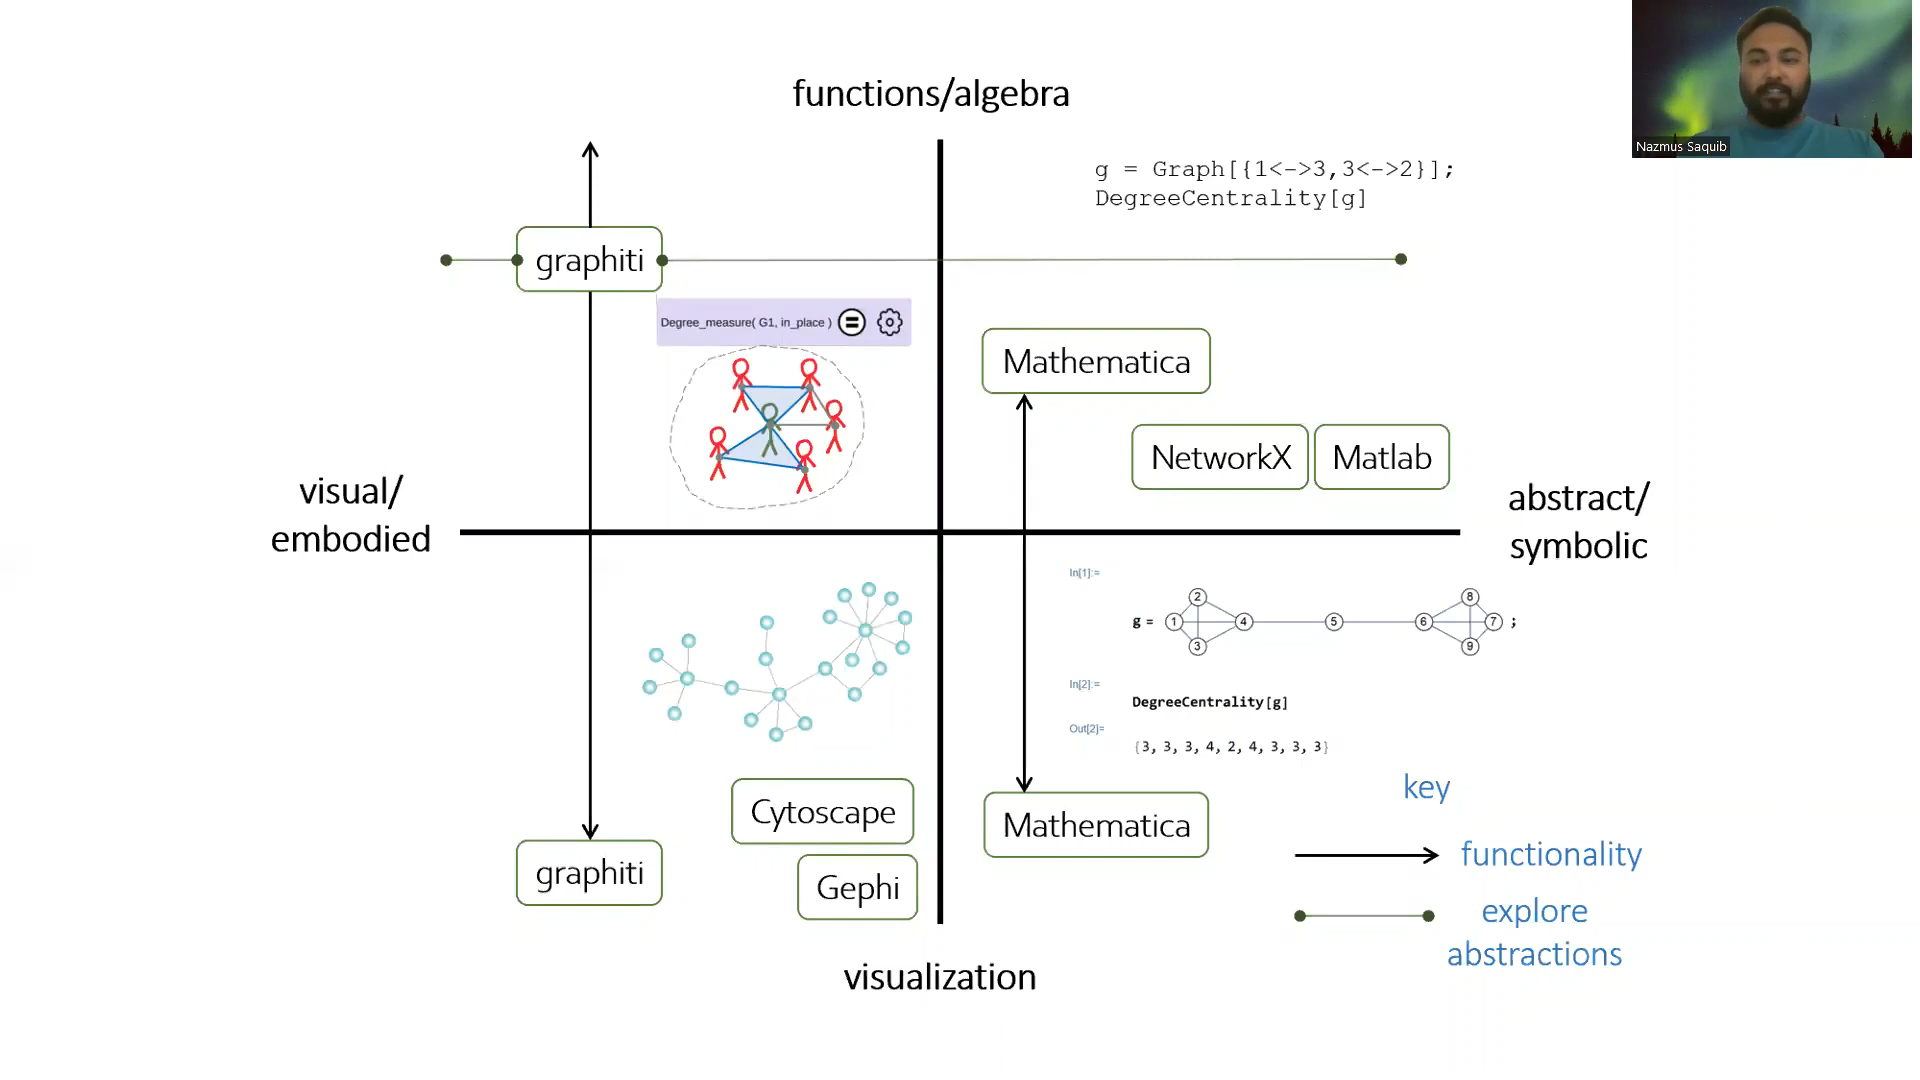 Nazmus Saquib
functions/algebra
g = Graph[{1<->3,3<->2}];
DegreeCentrality[g]
graphiti
Degree_measure( G1, in_place )
Mathematica
NetworkX
Matlab
visual/
embodied
abstract/
symbolic
In[1]:=
g =
1
2
3
4
5
6
7
8
9
;
In[2]:=
DegreeCentrality[g]
Out[2]=
{3, 3, 3, 4, 2, 4, 3, 3, 3}
Cytoscape
Gephi
graphiti
Mathematica
key
functionality
explore
abstractions
visualization